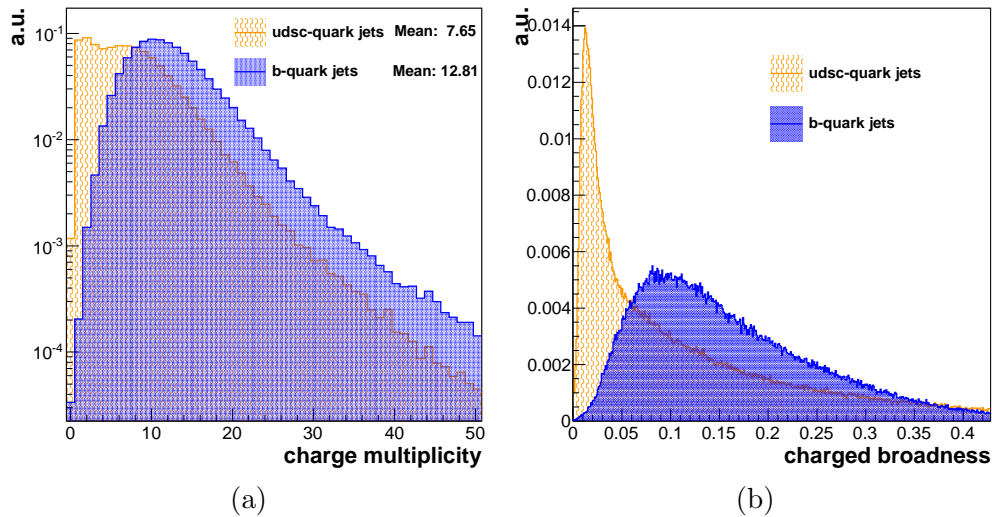 a.u.
udsc-quark jets Mean: 7.65
b-quark jets Mean: 12.81
10⁻¹
10⁻²
10⁻³
10⁻⁴
0 10 20 30 40 50
charge multiplicity
(a)
a.u.
udsc-quark jets
b-quark jets
0.014
0.012
0.01
0.008
0.006
0.004
0.002
0
0 0.05 0.1 0.15 0.2 0.25 0.3 0.35 0.4
charged broadness
(b)